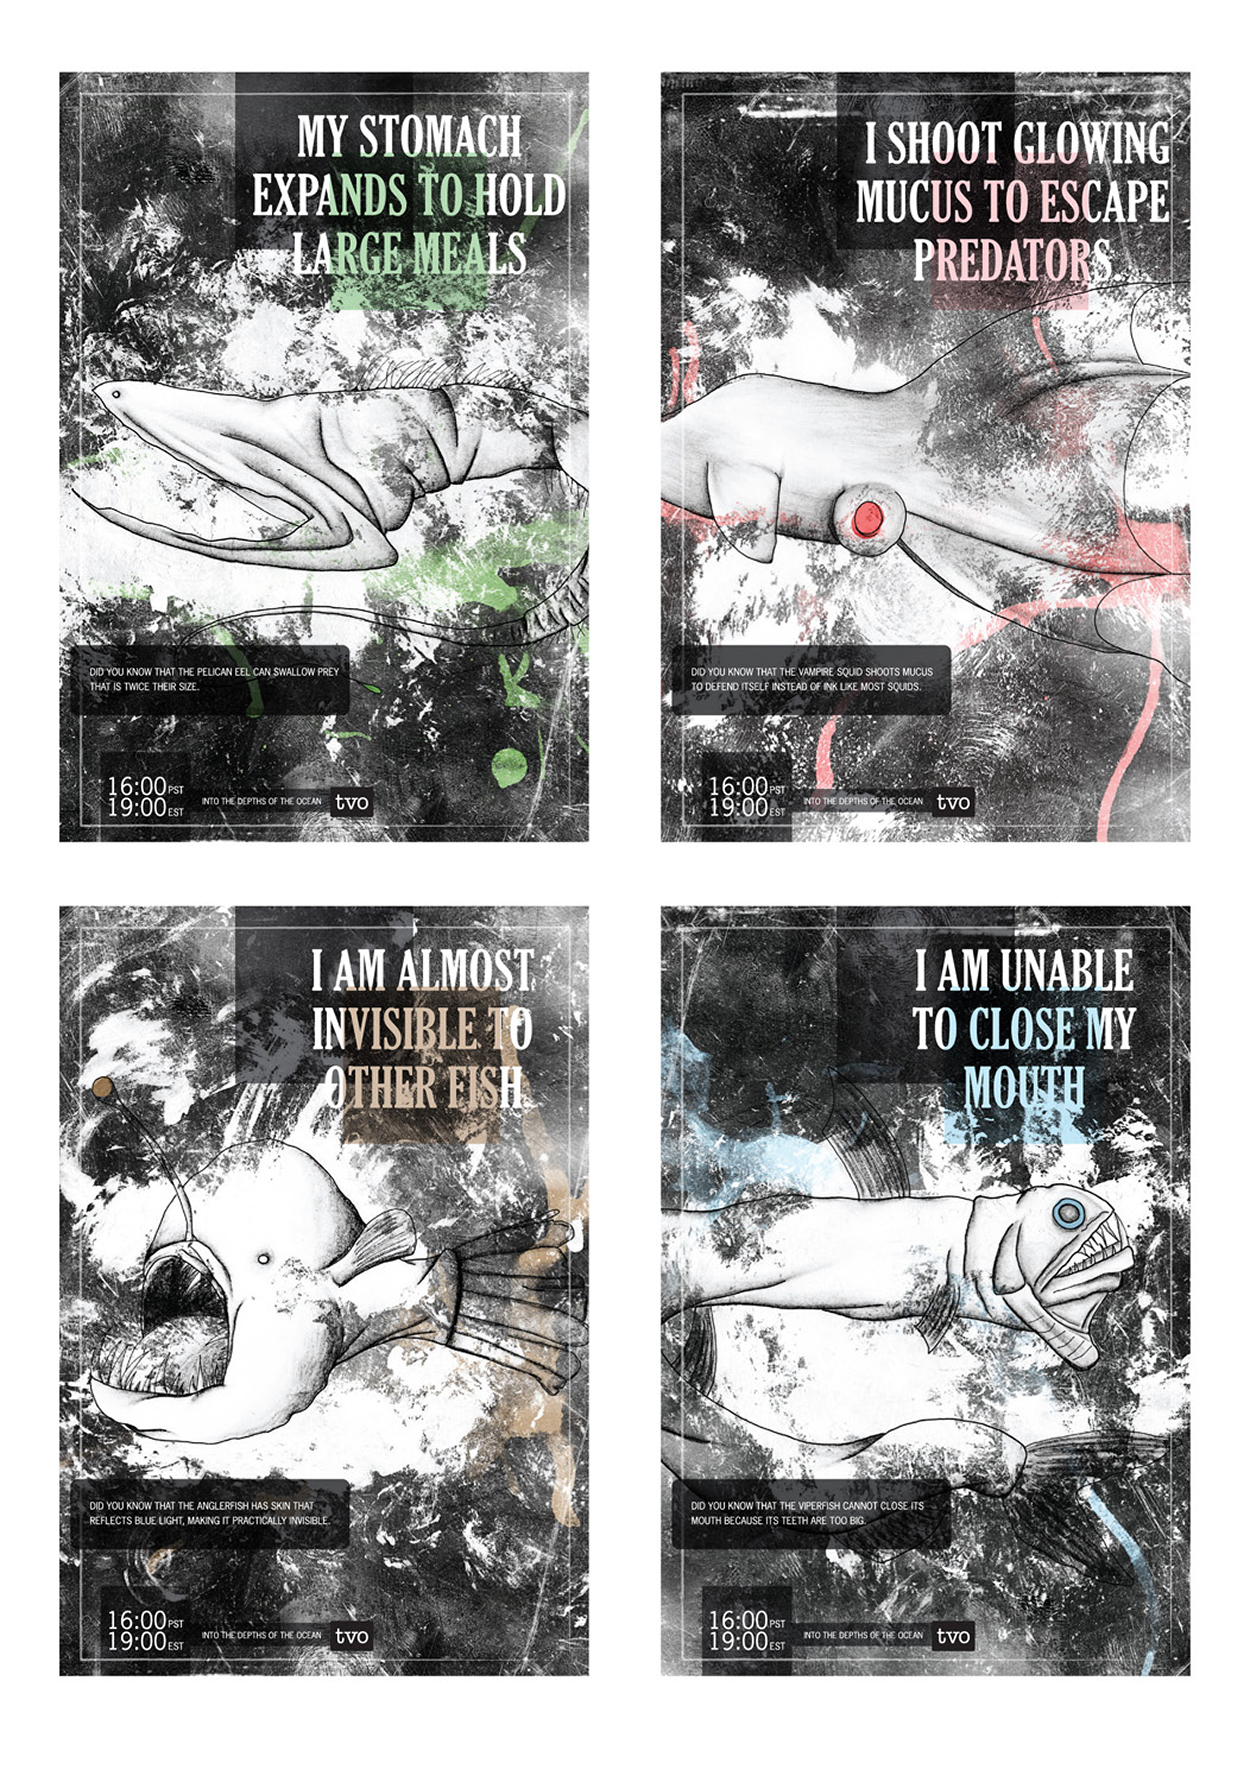 MY STOMACH
EXPANDS TO HOLD
LARGE MEALS
DID YOU KNOW THAT THE PELICAN EEL CAN SWALLOW PREY
THAT IS TWICE THEIR SIZE.
16:00 PST
19:00 EST
INTO THE DEPTHS OF THE OCEAN
tvo
I SHOOT GLOWING
MUCUS TO ESCAPE
PREDATORS
DID YOU KNOW THAT THE VAMPIRE SQUID SHOOTS MUCUS
TO DEFEND ITSELF INSTEAD OF INK LIKE MOST SQUIDS.
16:00 PST
19:00 EST
INTO THE DEPTHS OF THE OCEAN
tvo
I AM ALMOST
INVISIBLE TO
OTHER FISH
DID YOU KNOW THAT THE ANGLERFISH HAS SKIN THAT
REFLECTS BLUE LIGHT, MAKING IT PRACTICALLY INVISIBLE.
16:00 PST
19:00 EST
INTO THE DEPTHS OF THE OCEAN
tvo
I AM UNABLE
TO CLOSE MY
MOUTH
DID YOU KNOW THAT THE VIPERFISH CANNOT CLOSE ITS
MOUTH BECAUSE ITS TEETH ARE TOO BIG.
16:00 PST
19:00 EST
INTO THE DEPTHS OF THE OCEAN
tvo